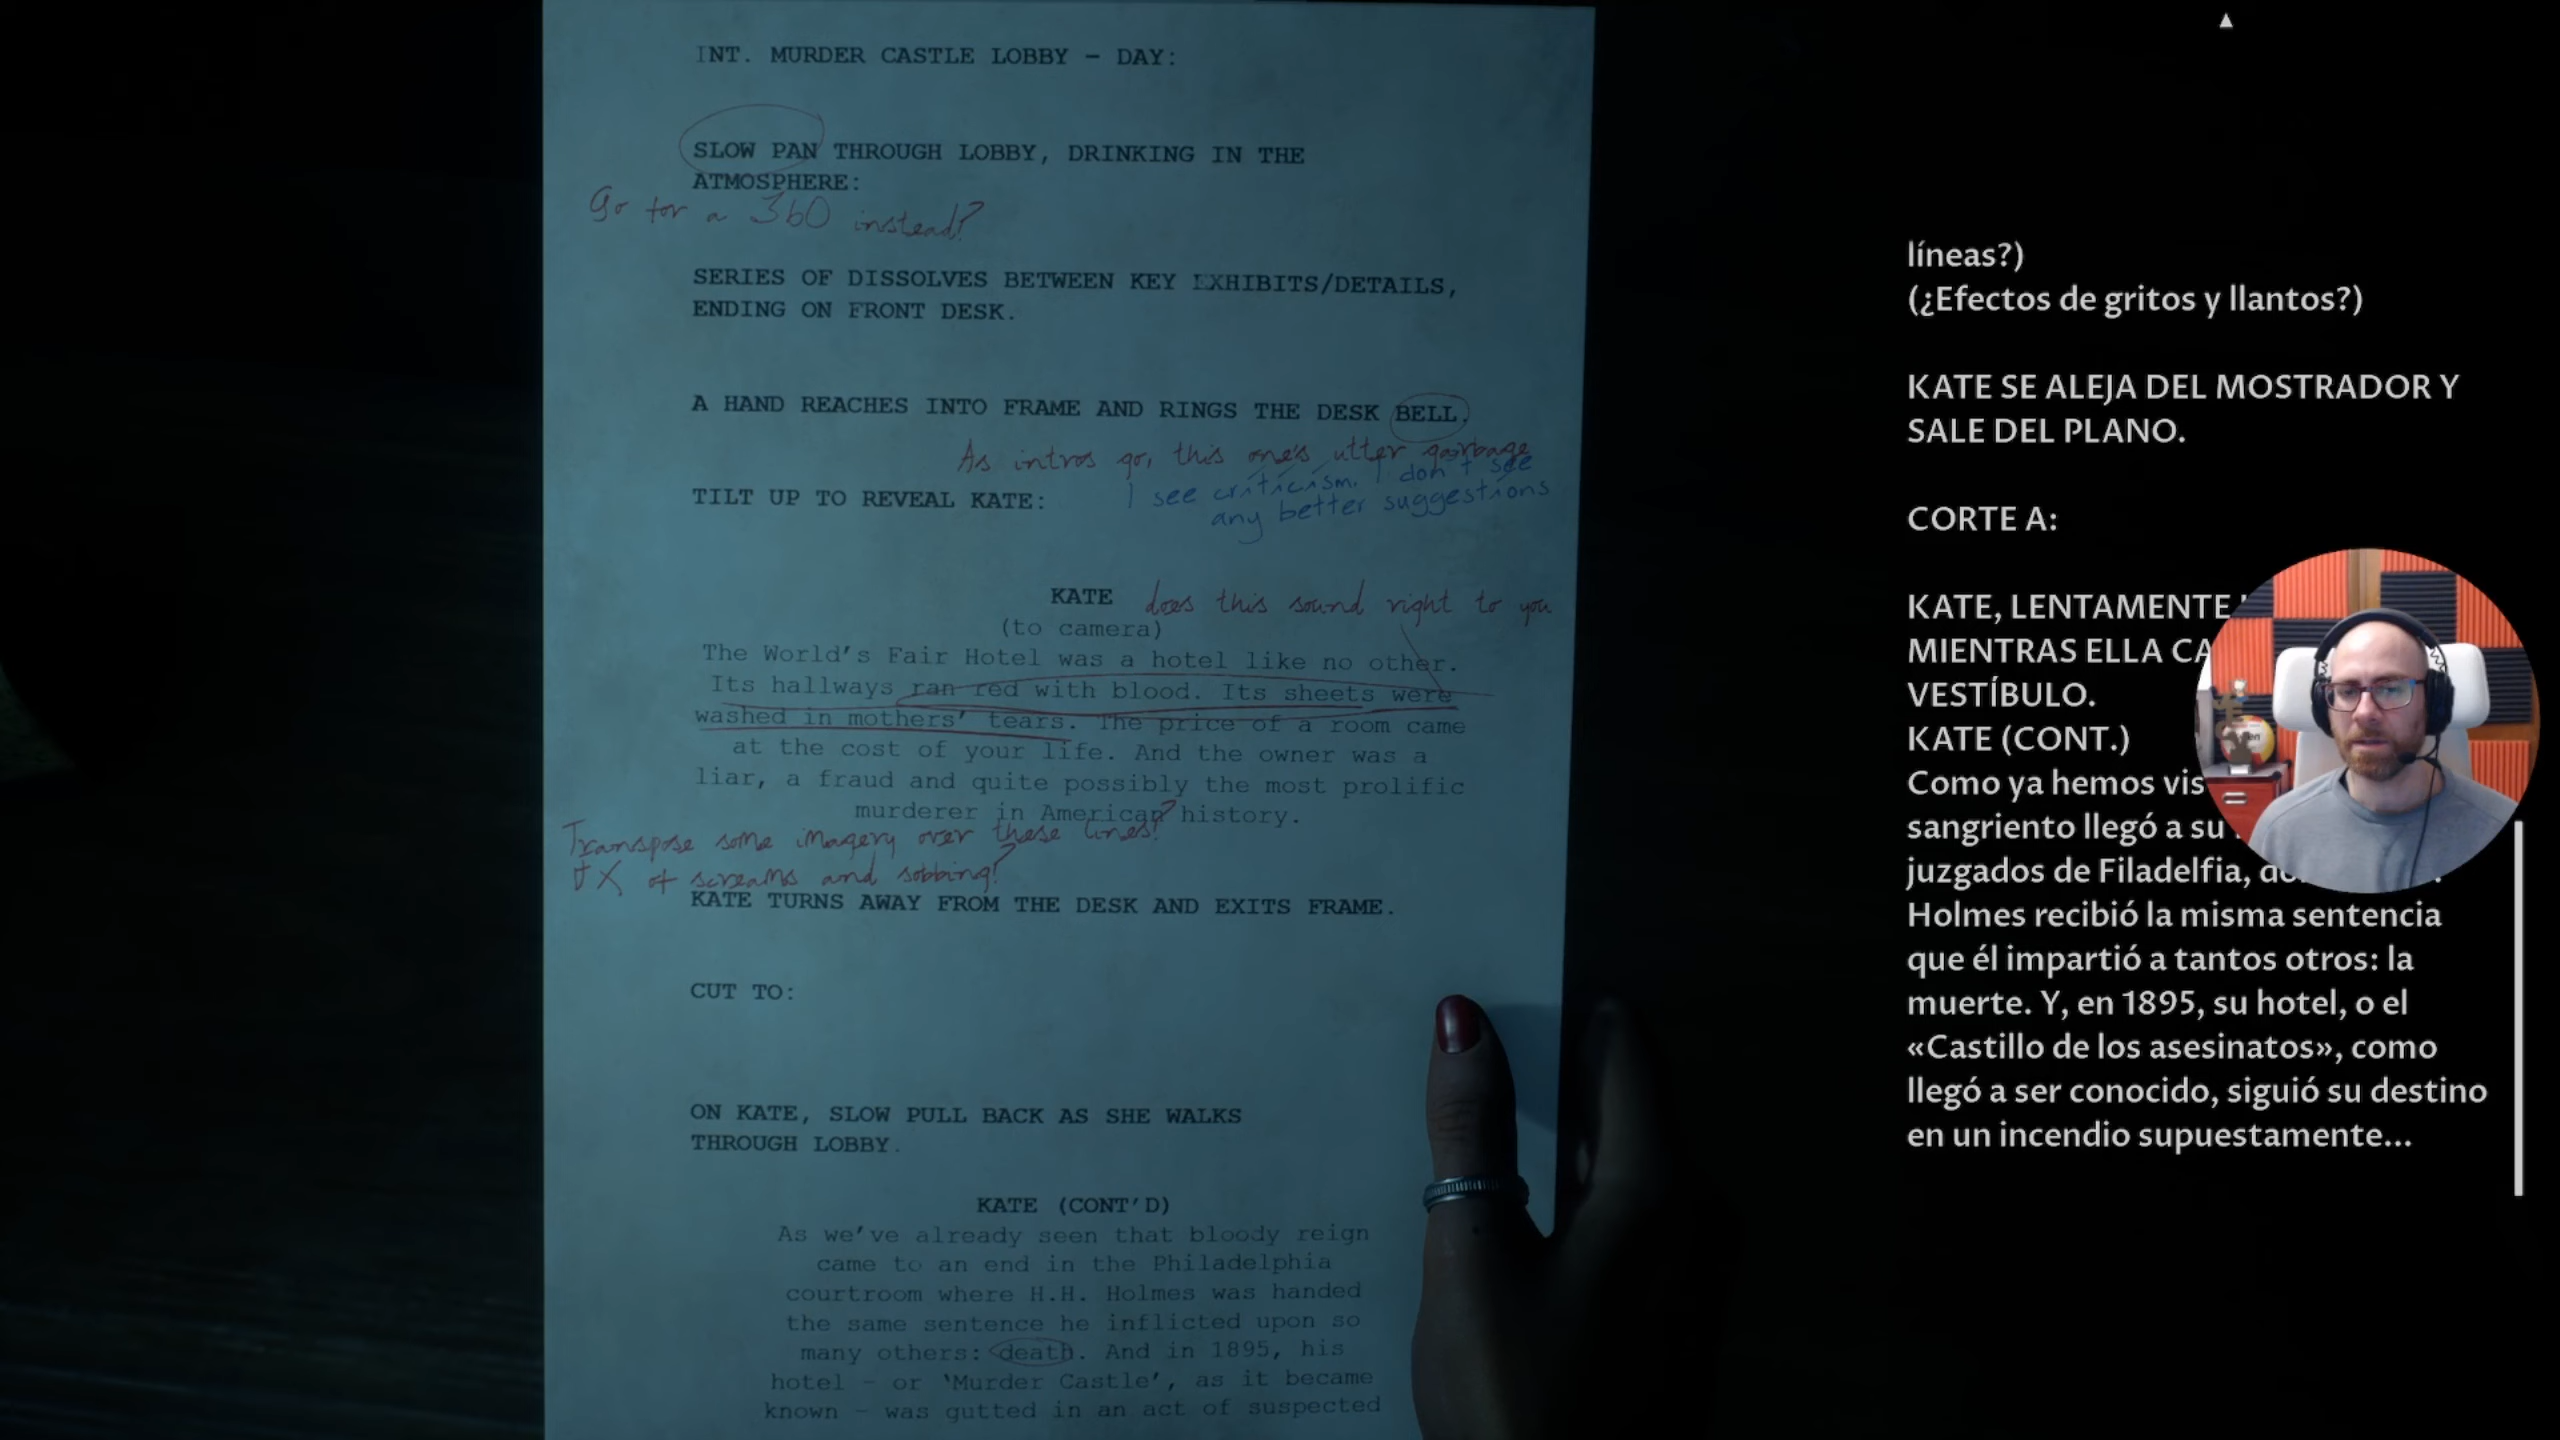 INT. MURDER CASTLE LOBBY – DAY:
SLOW PAN THROUGH LOBBY, DRINKING IN THE
ATMOSPHERE:
Go for a 360 instead?
SERIES OF DISSOLVES BETWEEN KEY EXHIBITS/DETAILS,
ENDING ON FRONT DESK.
A HAND REACHES INTO FRAME AND RINGS THE DESK BELL.
As intros go, this one's utter garbage
I see criticism. I don't see
any better suggestions
TILT UP TO REVEAL KATE:
KATE
does this sound right to you
(to camera)
The World's Fair Hotel was a hotel like no other.
Its hallways ran red with blood. Its sheets were
washed in mothers' tears. The price of a room came
at the cost of your life. And the owner was a
liar, a fraud and quite possibly the most prolific
murderer in American history.
Transpose some imagery over these lines?
FX of screams and sobbing?
KATE TURNS AWAY FROM THE DESK AND EXITS FRAME.
CUT TO:
ON KATE, SLOW PULL BACK AS SHE WALKS
THROUGH LOBBY.
KATE (CONT'D)
As we've already seen that bloody reign
came to an end in the Philadelphia
courtroom where H.H. Holmes was handed
the same sentence he inflicted upon so
many others: death. And in 1895, his
hotel – or 'Murder Castle', as it became
known – was gutted in an act of suspected
líneas?)
(¿Efectos de gritos y llantos?)
KATE SE ALEJA DEL MOSTRADOR Y
SALE DEL PLANO.
CORTE A:
KATE, LENTAMENTE
MIENTRAS ELLA CA
VESTÍBULO.
KATE (CONT.)
Como ya hemos vis
sangriento llegó a su
juzgados de Filadelfia,
Holmes recibió la misma sentencia
que él impartió a tantos otros: la
muerte. Y, en 1895, su hotel, o el
«Castillo de los asesinatos», como
llegó a ser conocido, siguió su destino
en un incendio supuestamente...